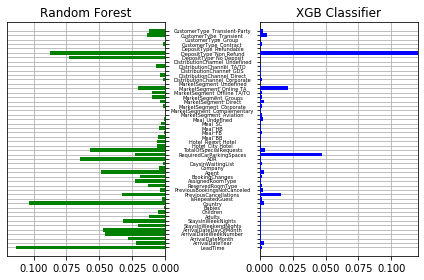 Random Forest
XGB Classifier
CustomerType_Transient-Party
CustomerType_Transient
CustomerType_Group
CustomerType_Contract
DepositType_Refundable
DepositType_Non Refund
DepositType_No Deposit
DistributionChannel_Undefined
DistributionChannel_TA/TO
DistributionChannel_GDS
DistributionChannel_Direct
DistributionChannel_Corporate
MarketSegment_Undefined
MarketSegment_Online TA
MarketSegment_Offline TA/TO
MarketSegment_Groups
MarketSegment_Direct
MarketSegment_Corporate
MarketSegment_Complementary
MarketSegment_Aviation
Meal_Undefined
Meal_SC
Meal_HB
Meal_FB
Meal_BB
Hotel_Resort Hotel
Hotel_City Hotel
TotalOfSpecialRequests
RequiredCarParkingSpaces
ADR
DaysInWaitingList
Company
Agent
BookingChanges
AssignedRoomType
ReservedRoomType
PreviousBookingsNotCanceled
PreviousCancellations
IsRepeatedGuest
Country
Babies
Children
Adults
StaysInWeekNights
StaysInWeekendNights
ArrivalDateDayOfMonth
ArrivalDateWeekNumber
ArrivalDateMonth
ArrivalDateYear
LeadTime
0.100 0.075 0.050 0.025 0.000
0.000 0.025 0.050 0.075 0.100